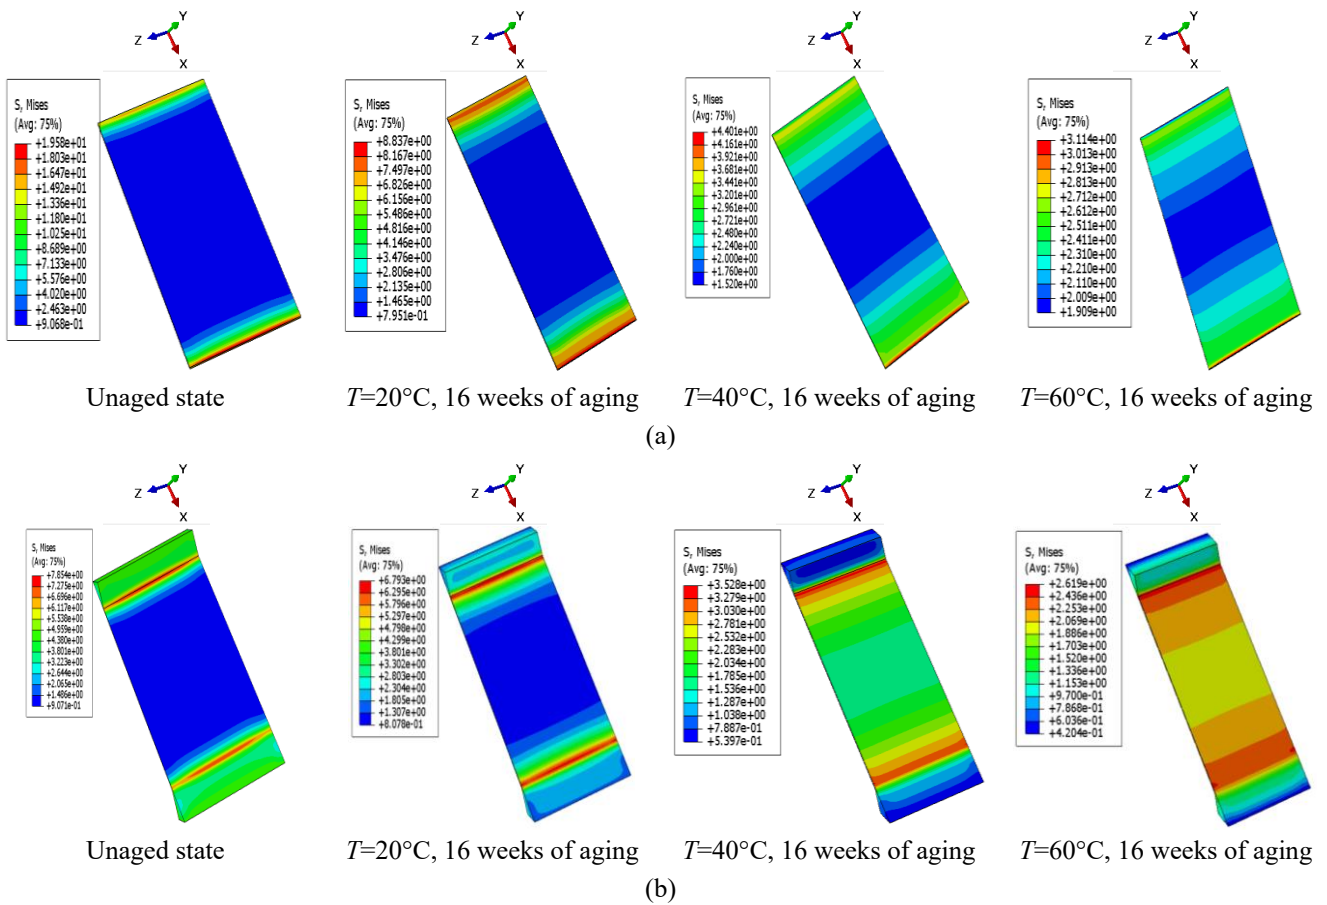 Y
Z
X
S, Mises
(Avg: 75%)
+1.958e+01
+1.803e+01
+1.647e+01
+1.492e+01
+1.336e+01
+1.180e+01
+1.025e+01
+8.689e+00
+7.133e+00
+5.576e+00
+4.020e+00
+2.463e+00
+9.068e-01
Y
Z
X
S, Mises
(Avg: 75%)
+8.837e+00
+8.167e+00
+7.497e+00
+6.826e+00
+6.156e+00
+5.486e+00
+4.816e+00
+4.146e+00
+3.476e+00
+2.806e+00
+2.135e+00
+1.465e+00
+7.951e-01
Y
Z
X
S, Mises
(Avg: 75%)
+4.401e+00
+4.161e+00
+3.921e+00
+3.681e+00
+3.441e+00
+3.201e+00
+2.961e+00
+2.721e+00
+2.480e+00
+2.240e+00
+2.000e+00
+1.760e+00
+1.520e+00
Y
Z
X
S, Mises
(Avg: 75%)
+3.114e+00
+3.013e+00
+2.913e+00
+2.813e+00
+2.712e+00
+2.612e+00
+2.511e+00
+2.411e+00
+2.310e+00
+2.210e+00
+2.110e+00
+2.009e+00
+1.909e+00
Unaged state
T=20°C, 16 weeks of aging
T=40°C, 16 weeks of aging
T=60°C, 16 weeks of aging
(a)
Y
Z
X
S, Mises
(Avg: 75%)
+7.854e+00
+7.275e+00
+6.696e+00
+6.117e+00
+5.538e+00
+4.959e+00
+4.380e+00
+3.801e+00
+3.223e+00
+2.644e+00
+2.065e+00
+1.486e+00
+9.071e-01
Y
Z
X
S, Mises
(Avg: 75%)
+6.793e+00
+6.295e+00
+5.796e+00
+5.297e+00
+4.798e+00
+4.299e+00
+3.801e+00
+3.302e+00
+2.803e+00
+2.304e+00
+1.805e+00
+1.307e+00
+8.078e-01
Y
Z
X
S, Mises
(Avg: 75%)
+3.528e+00
+3.279e+00
+3.030e+00
+2.781e+00
+2.532e+00
+2.283e+00
+2.034e+00
+1.785e+00
+1.536e+00
+1.287e+00
+1.038e+00
+7.887e-01
+5.397e-01
Y
Z
X
S, Mises
(Avg: 75%)
+2.619e+00
+2.436e+00
+2.253e+00
+2.069e+00
+1.886e+00
+1.703e+00
+1.520e+00
+1.336e+00
+1.153e+00
+9.700e-01
+7.868e-01
+6.036e-01
+4.204e-01
Unaged state
T=20°C, 16 weeks of aging
T=40°C, 16 weeks of aging
T=60°C, 16 weeks of aging
(b)